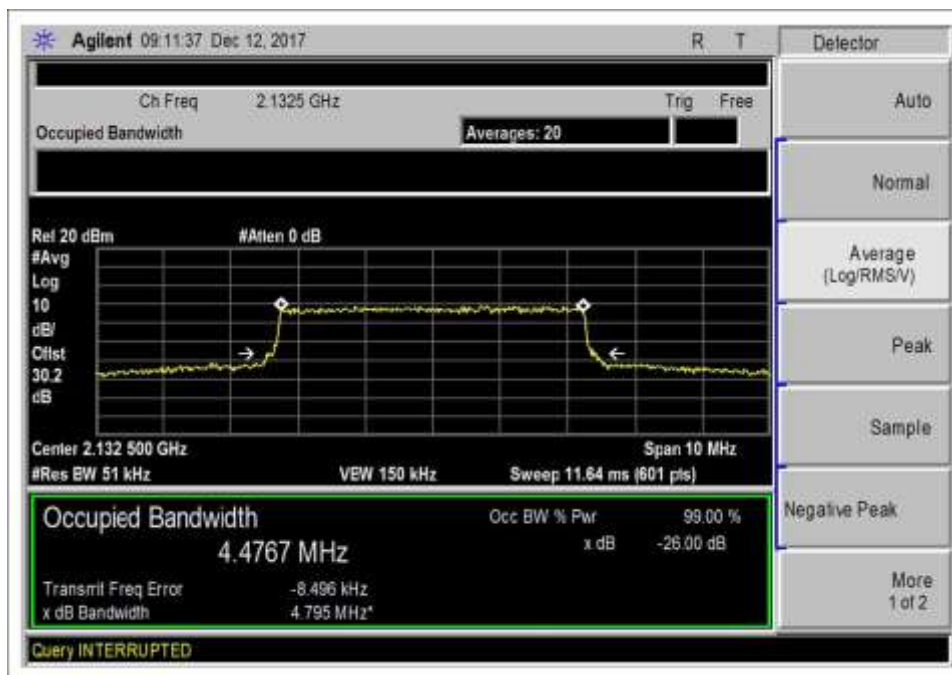 Agilent 09:11:37 Dec 12, 2017
R T
Detector
Ch Freq 2.1325 GHz
Trig Free
Occupied Bandwidth
Averages: 20
Auto
Normal
Average
(Log/RMS/V)
Peak
Sample
Negative Peak
More
1 of 2
Ref 20 dBm
#Atten 0 dB
#Avg
Log
10
dB/
Offst
30.2
dB
Center 2.132 500 GHz
Span 10 MHz
#Res BW 51 kHz
VBW 150 kHz
Sweep 11.64 ms (601 pts)
Occupied Bandwidth
4.4767 MHz
Occ BW % Pwr 99.00 %
x dB -26.00 dB
Transmit Freq Error -8.496 kHz
x dB Bandwidth 4.795 MHz*
Query INTERRUPTED